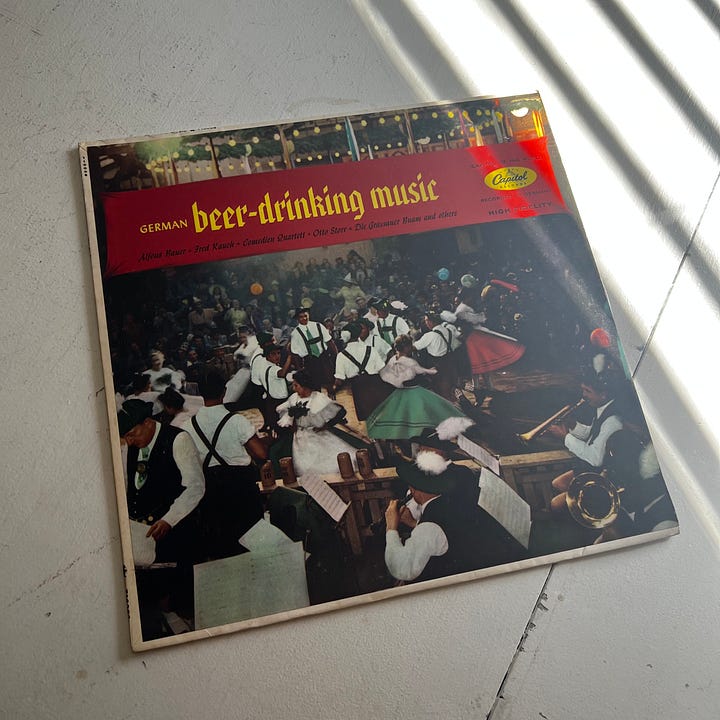 GERMAN beer-drinking music
Alfons Bauer • Fred Rauch • Comedien Quartett • Otto Storr • Die Grassauer Buam and others
Capitol
RECORDS
HIGH FIDELITY